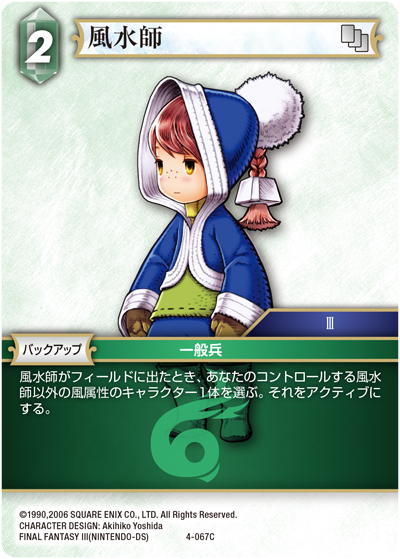 2
風水師
III
バックアップ
一般兵
風水師がフィールドに出たとき、あなたのコントロールする風水
師以外の風属性のキャラクター1体を選ぶ。それをアクティブに
する。
©1990,2006 SQUARE ENIX CO., LTD. All Rights Reserved.
CHARACTER DESIGN: Akihiko Yoshida
FINAL FANTASY III(NINTENDO-DS) 4-067C